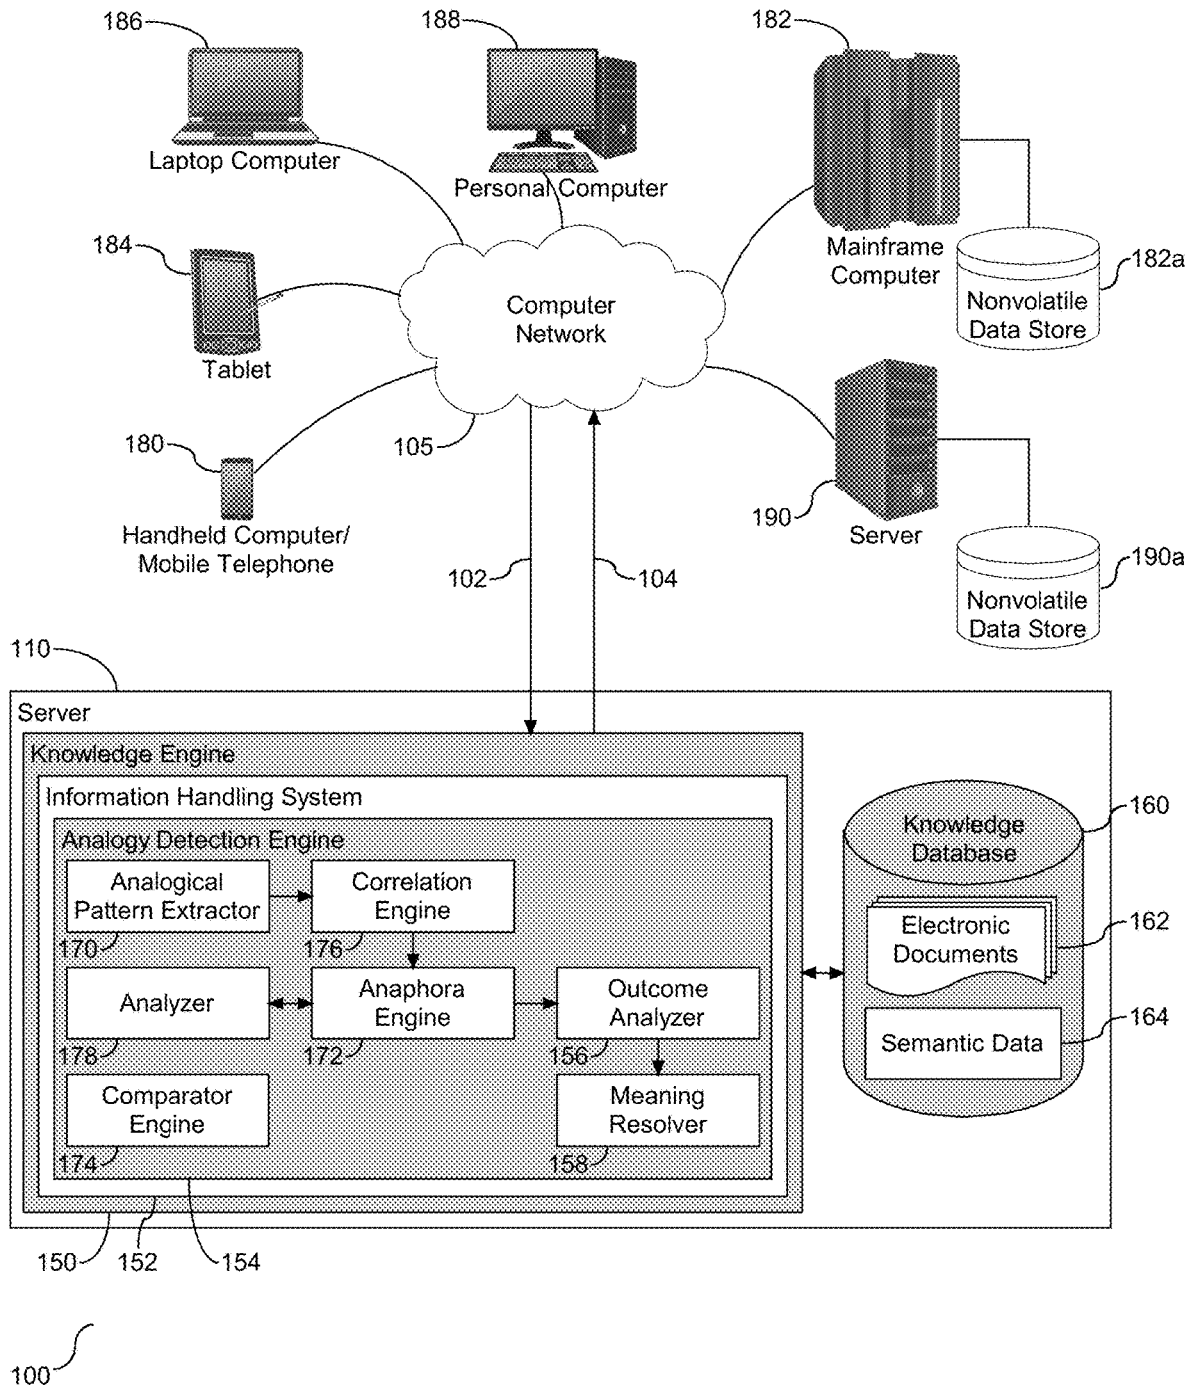 186
188
182
Laptop Computer
Personal Computer
Mainframe
Computer
184
182a
Computer
Network
Nonvolatile
Data Store
Tablet
180
105
190
Server
Handheld Computer/
Mobile Telephone
102
104
190a
Nonvolatile
Data Store
110
Server
Knowledge Engine
Information Handling System
Analogy Detection Engine
Analogical
Pattern Extractor
170
Correlation
Engine
176
Analyzer
178
Anaphora
Engine
172
Outcome
Analyzer
156
Comparator
Engine
174
Meaning
Resolver
158
160
Knowledge
Database
162
Electronic
Documents
164
Semantic Data
150
152
154
100